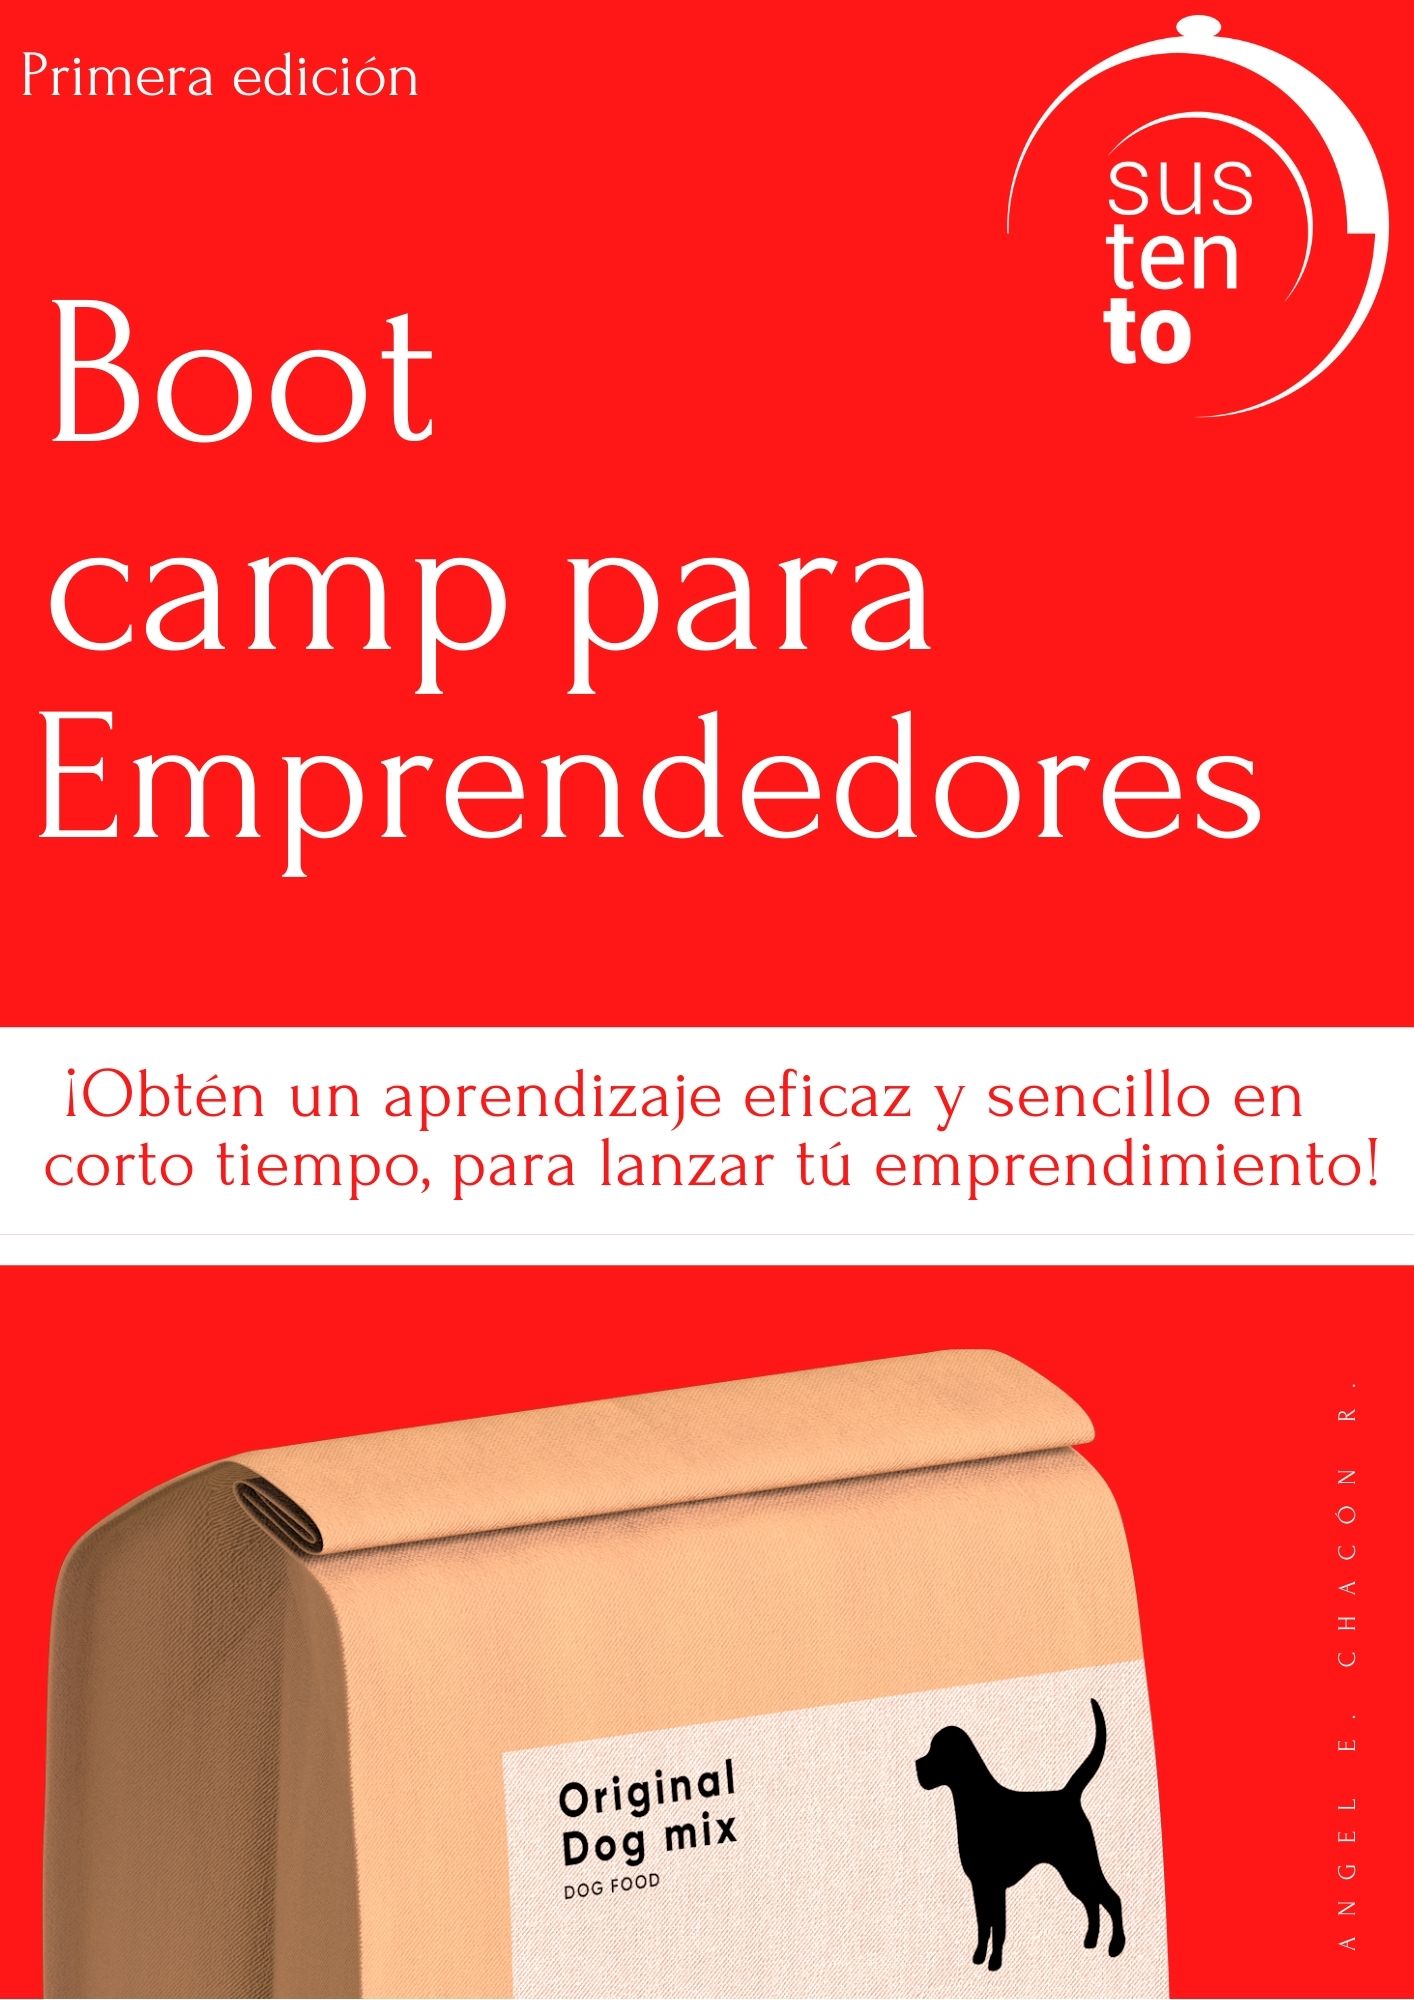 Primera edición
sus
ten
to
Boot
camp para
Emprendedores
¡Obtén un aprendizaje eficaz y sencillo en
corto tiempo, para lanzar tú emprendimiento!
ANGEL E. CHACÓN R.
Original
Dog mix
DOG FOOD